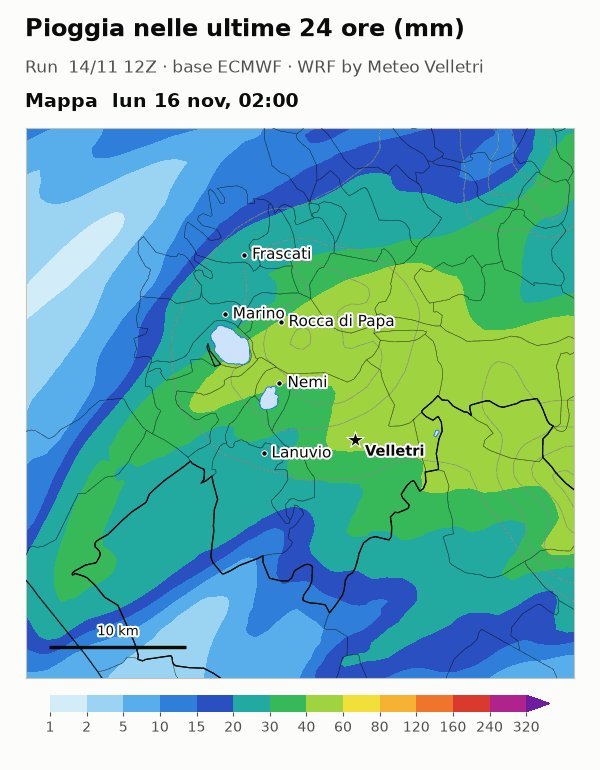 Pioggia nelle ultime 24 ore (mm)
Run  14/11 12Z · base ECMWF · WRF by Meteo Velletri
Mappa  lun 16 nov, 02:00
Frascati
Marino
Rocca di Papa
Nemi
Velletri
Lanuvio
10 km
1 2 5 10 15 20 30 40 60 80 120 160 240 320